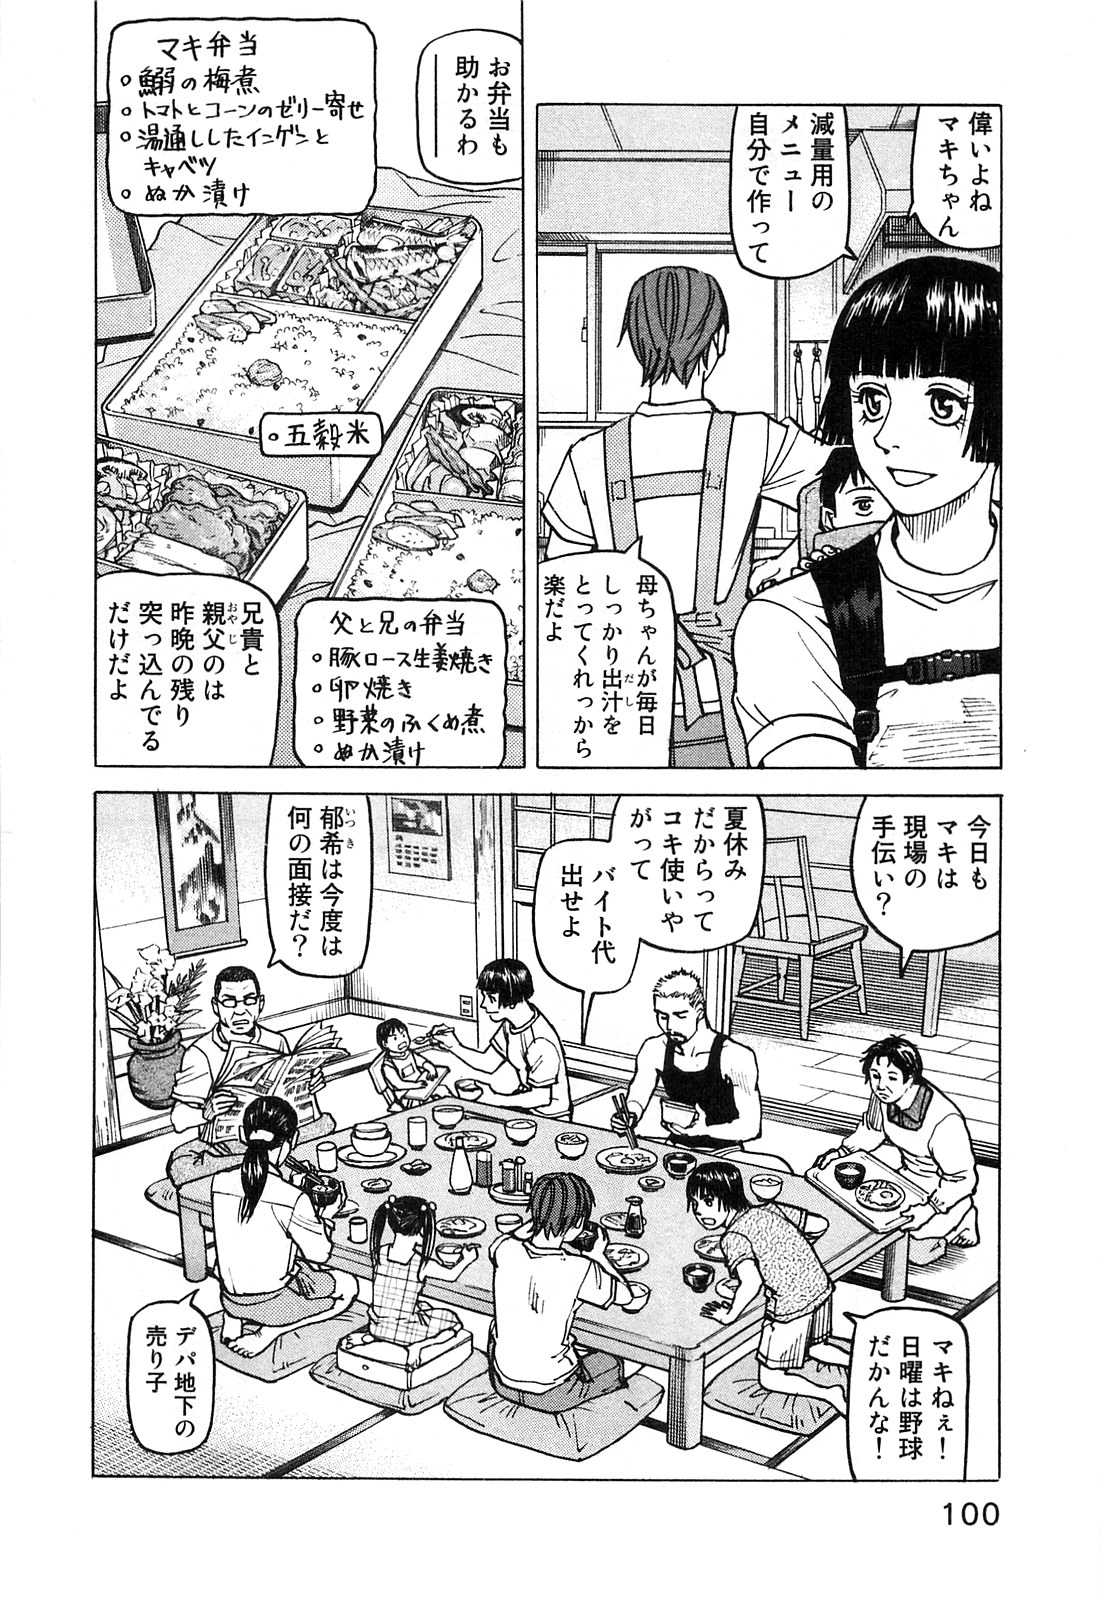 偉いよね
マキちゃん
減量用の
メニュー
自分で作って
母ちゃんが毎日
しっかり出汁を
だし
とってくれっから
楽だよ
お弁当も
助かるわ
マキ弁当
鰯の梅煮
トマトとコーンのゼリー寄せ
湯通ししたインゲンと
キャベツ
ぬか漬け
五穀米
兄貴と
親父のは
おやじ
昨晩の残り
突っ込んでる
だけだよ
父と兄の弁当
豚ロース生姜焼き
卵焼き
野菜のふくめ煮
ぬか漬け
今日も
マキは
現場の
手伝い？
夏休み
だからって
コキ使いや
がって
バイト代
出せよ
郁希は今度は
いつき
何の面接だ？
マキねぇ！
日曜は野球
だかんな！
デパ地下の
売り子
100